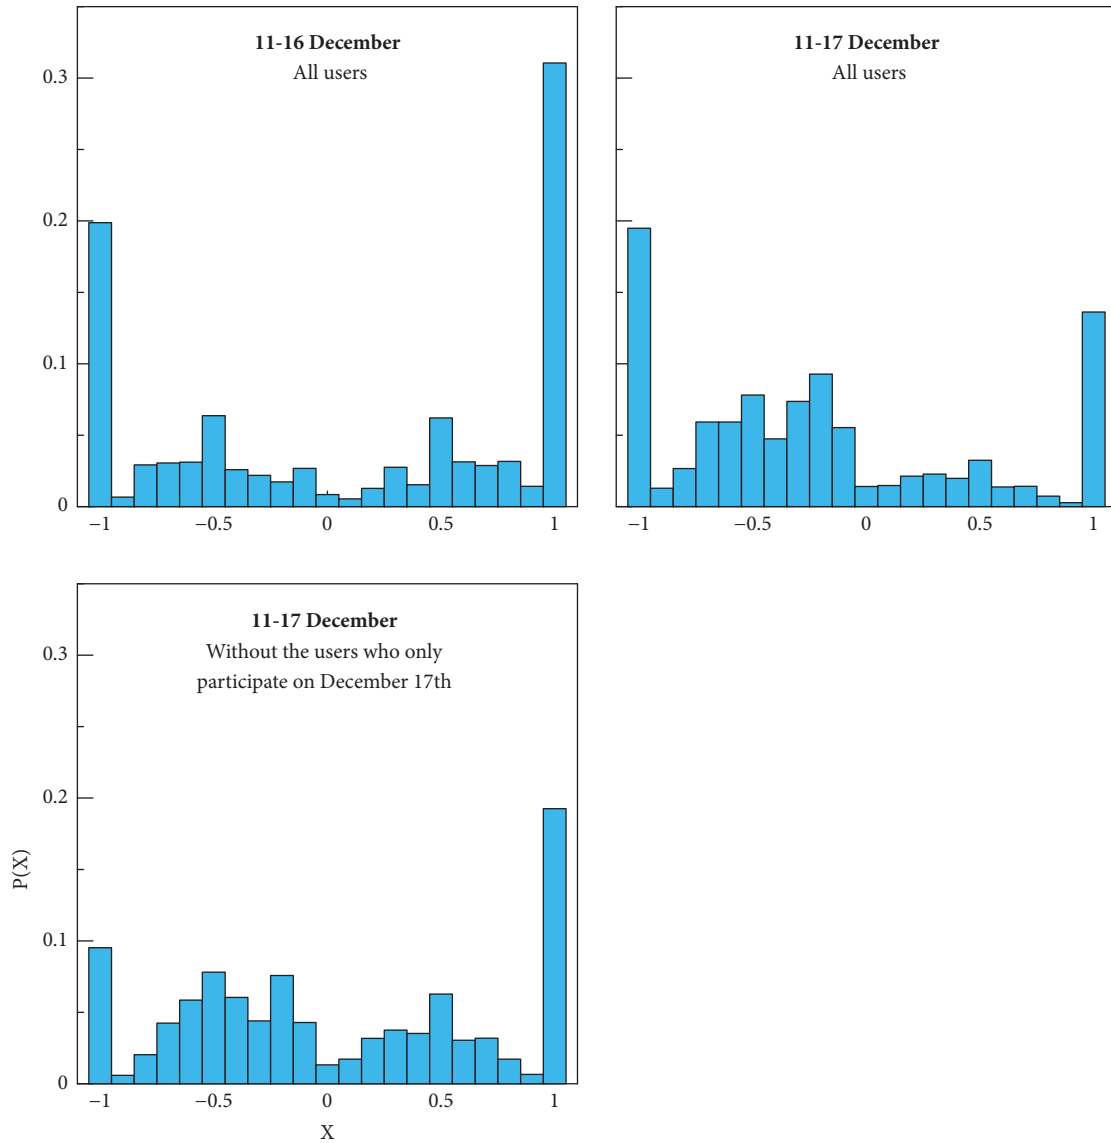 11-16 December
All users
0.3
0.2
0.1
0
−1
−0.5
0
0.5
1
11-17 December
All users
−1
−0.5
0
0.5
1
11-17 December
Without the users who only
participate on December 17th
0.3
0.2
0.1
0
P(X)
−1
−0.5
0
0.5
1
X